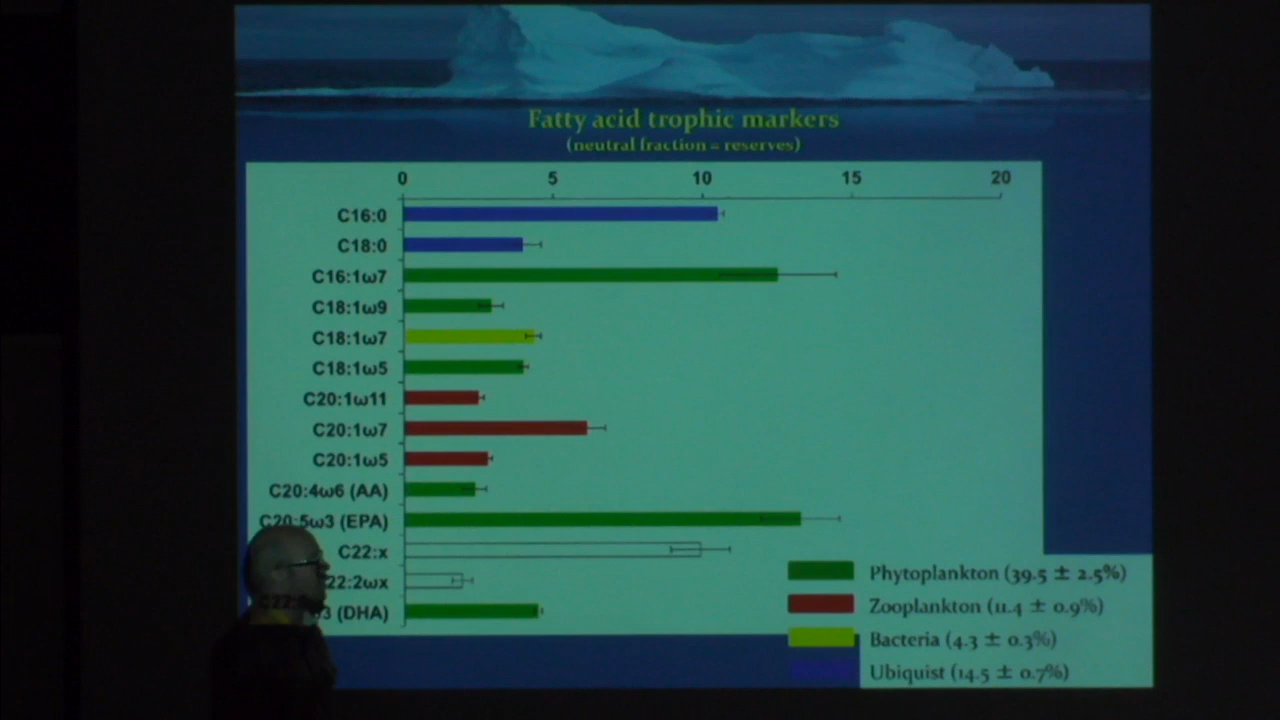 Fatty acid trophic markers
(neutral fraction = reserves)
0 5 10 15 20
C16:0
C18:0
C16:1ω7
C18:1ω9
C18:1ω7
C18:1ω5
C20:1ω11
C20:1ω7
C20:1ω5
C20:4ω6 (AA)
C20:5ω3 (EPA)
C22:x
22:2ωx
(DHA)
Phytoplankton (39.5 ± 2.5%)
Zooplankton (11.4 ± 0.9%)
Bacteria (4.3 ± 0.3%)
Ubiquist (14.5 ± 0.7%)